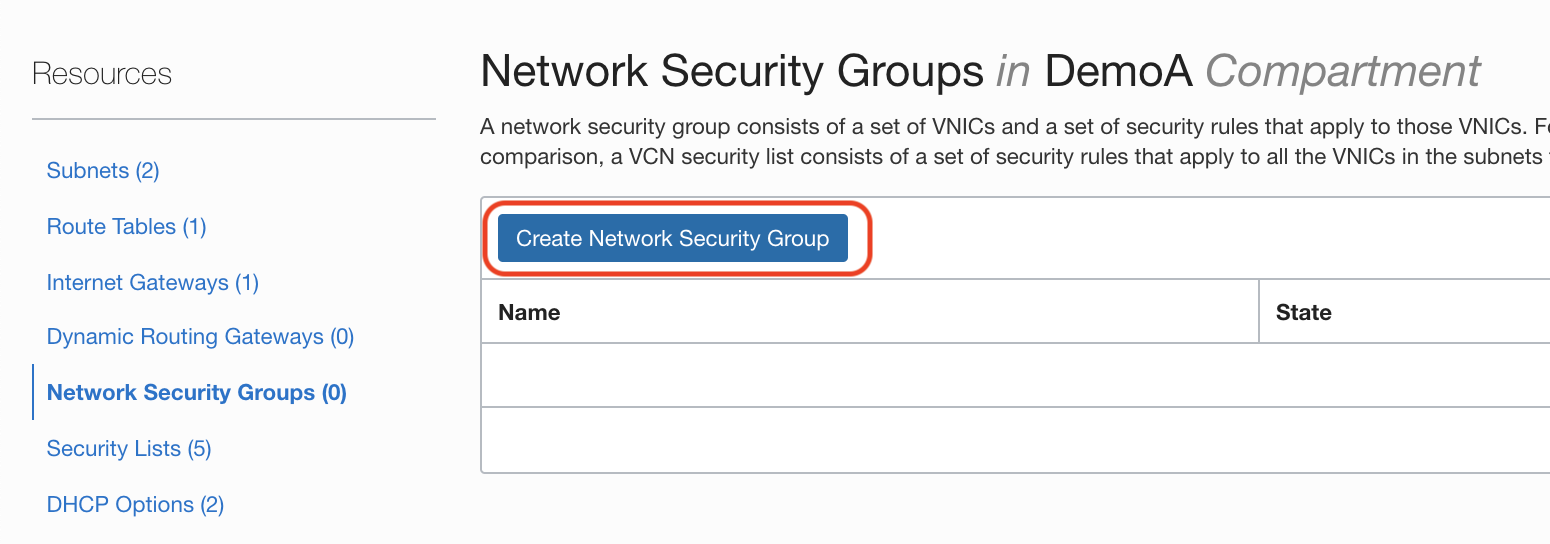 Resources
Subnets (2)
Route Tables (1)
Internet Gateways (1)
Dynamic Routing Gateways (0)
Network Security Groups (0)
Security Lists (5)
DHCP Options (2)
Network Security Groups in DemoA Compartment
A network security group consists of a set of VNICs and a set of security rules that apply to those VNICs.
comparison, a VCN security list consists of a set of security rules that apply to all the VNICs in the subnets
Create Network Security Group
Name State